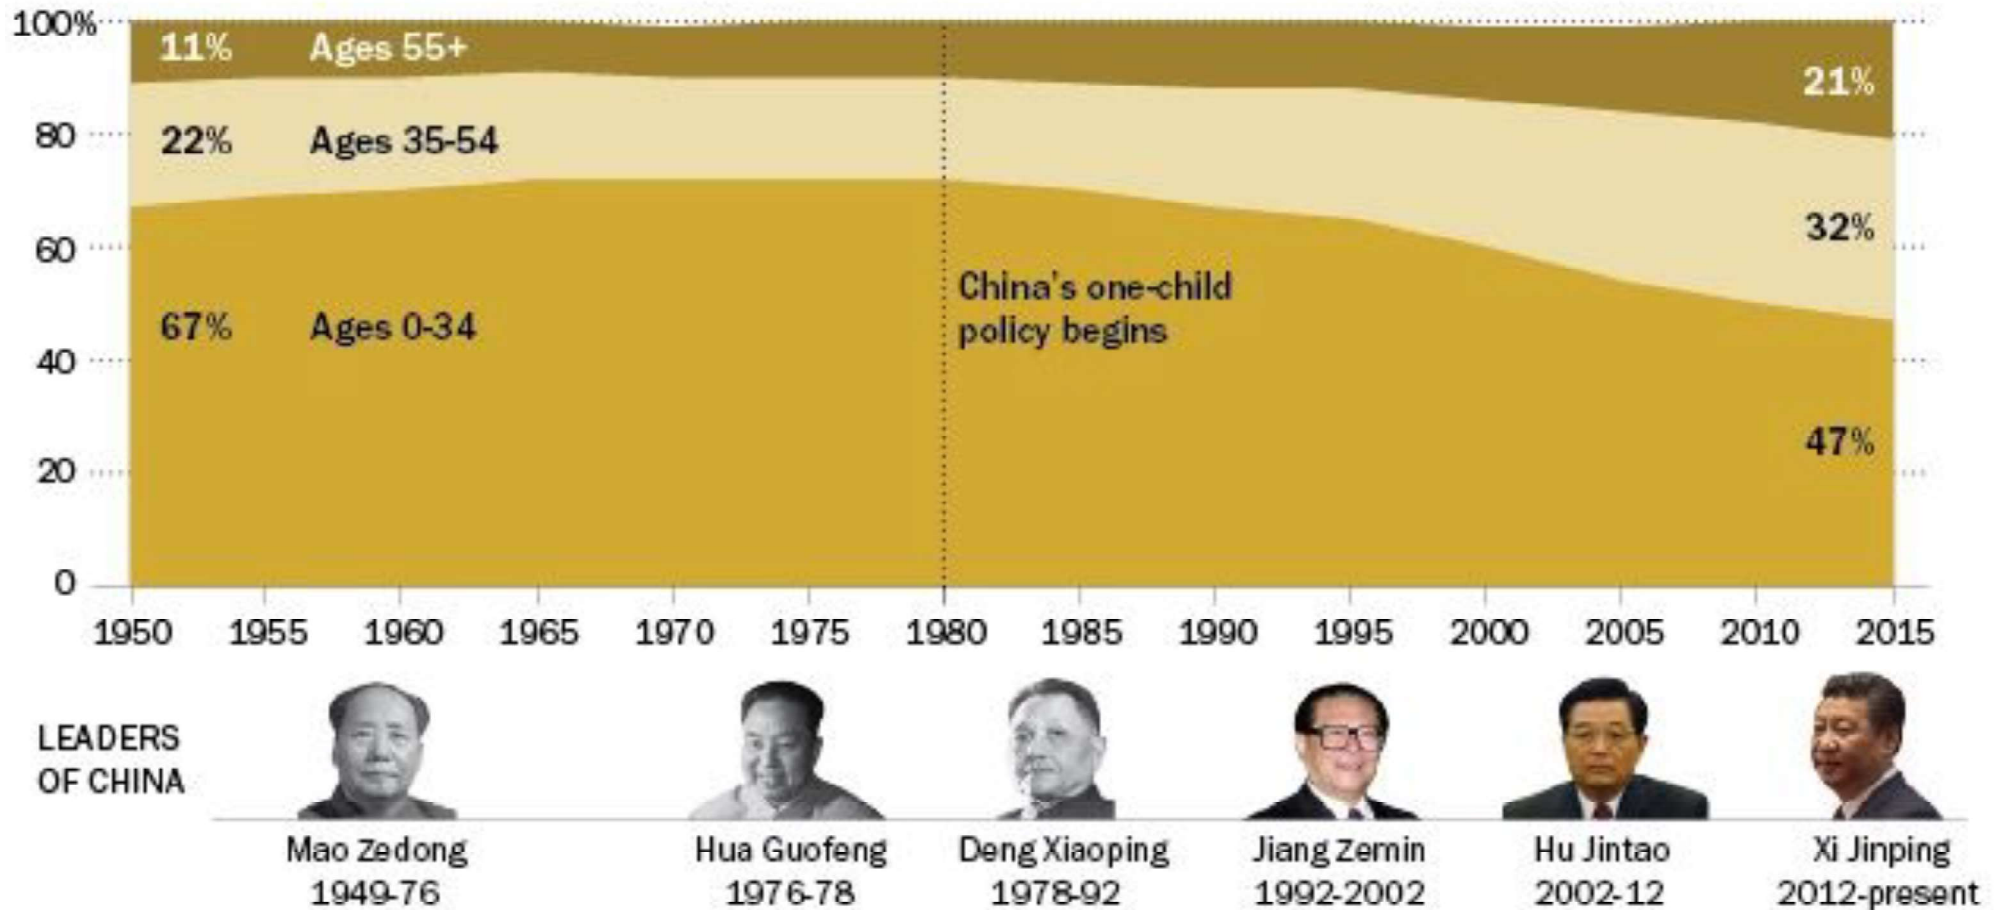 100%
11% Ages 55+
21%
80
22% Ages 35-54
32%
60
China's one-child
policy begins
67% Ages 0-34
40
47%
20
0
1950 1955 1960 1965 1970 1975 1980 1985 1990 1995 2000 2005 2010 2015
LEADERS
OF CHINA
Mao Zedong Hua Guofeng Deng Xiaoping Jiang Zemin Hu Jintao Xi Jinping
1949-76 1976-78 1978-92 1992-2002 2002-12 2012-present